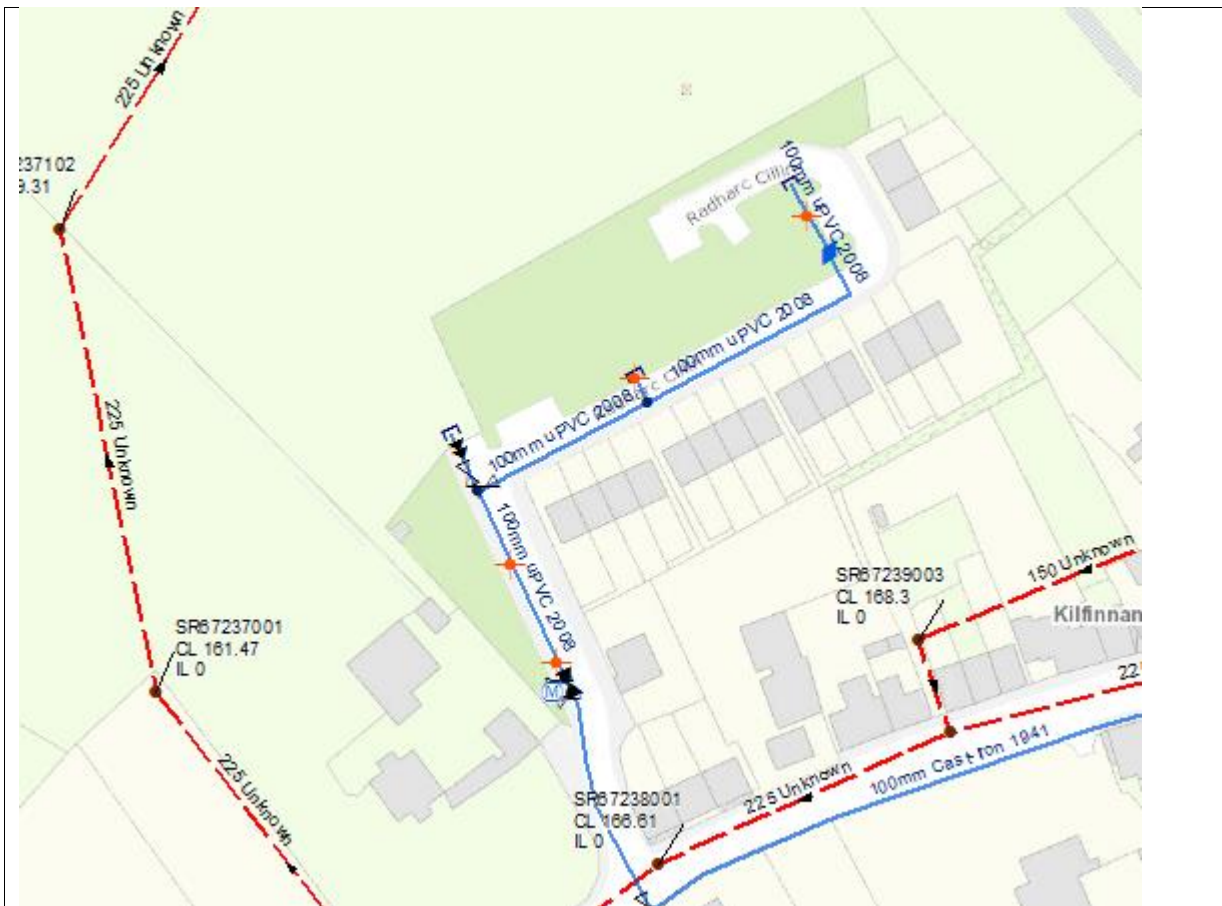 225 Unknown
237102
9.31
100mm uPVC 2008
Radharc Cillin
100mm uPVC 2008
100mm uPVC 2008
E
E
100mm uPVC 2008
225 Unknown
SR67239003
CL 168.3
IL 0
150 Unknown
Kilfinnan
SR67237001
CL 161.47
IL 0
M
225 Unknown
SR67238001
CL 166.61
IL 0
225 Unknown
100mm Cast-Iron 1941
22